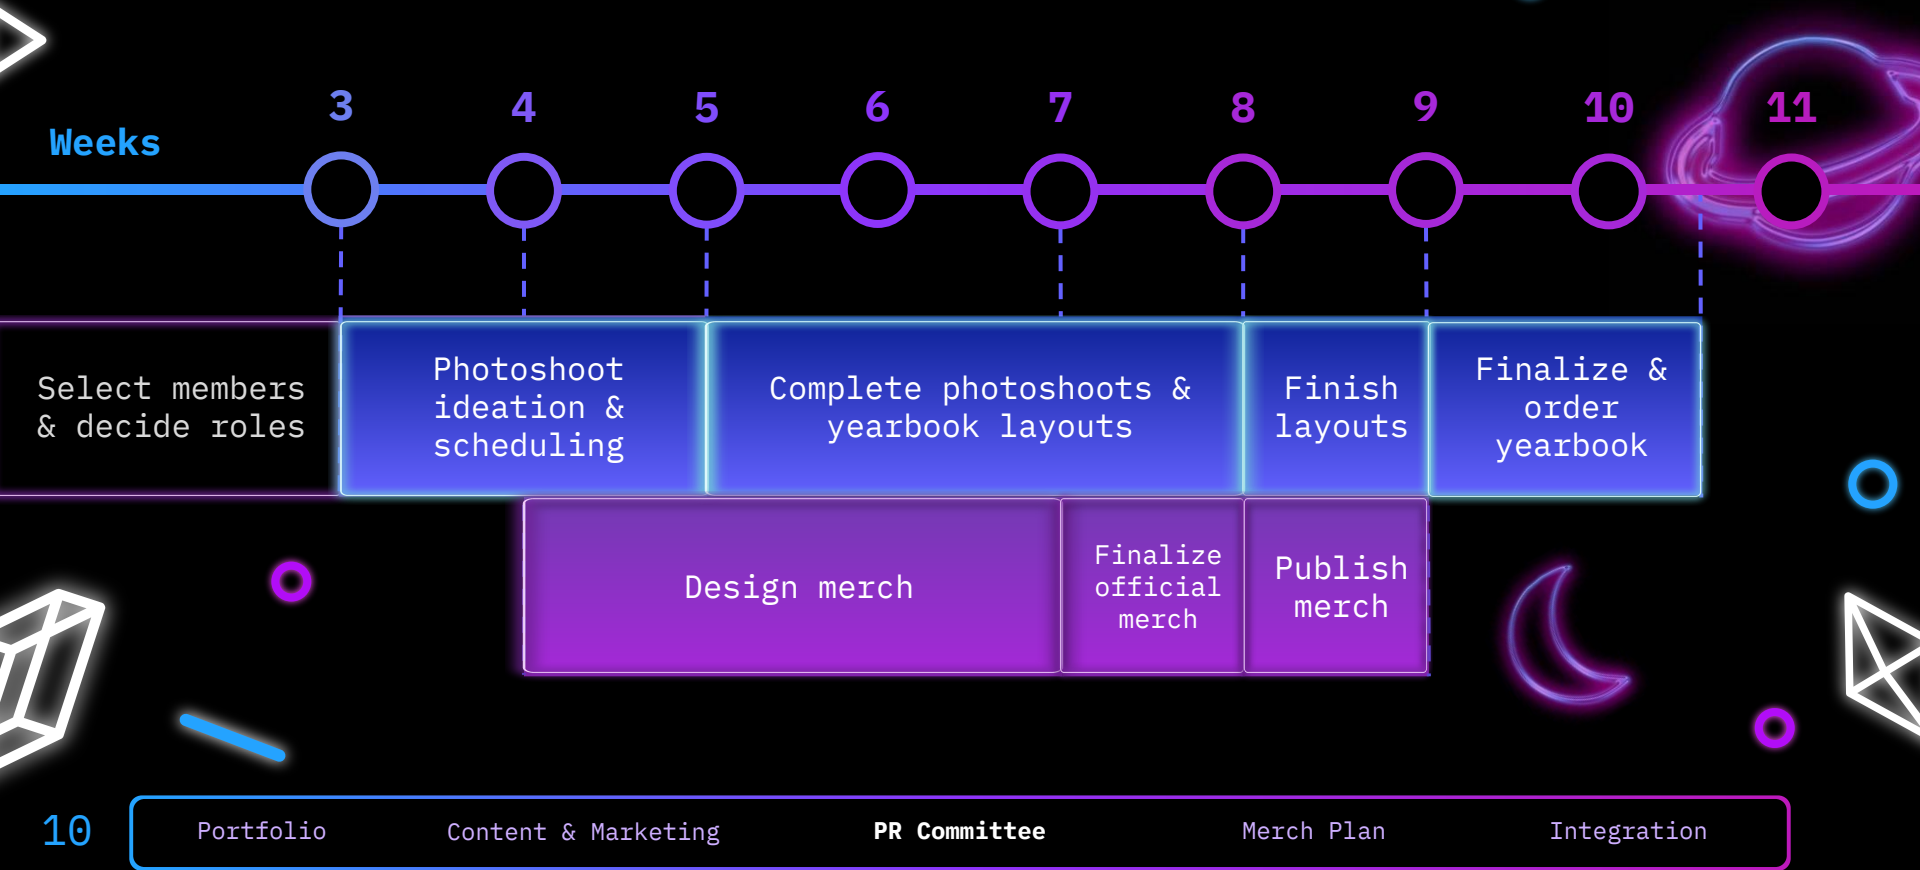 Weeks
3
4
5
6
7
8
9
10
11
Select members
& decide roles
Photoshoot
ideation &
scheduling
Complete photoshoots &
yearbook layouts
Finish
layouts
Finalize &
order
yearbook
Design merch
Finalize
official
merch
Publish
merch
10
Portfolio
Content & Marketing
PR Committee
Merch Plan
Integration